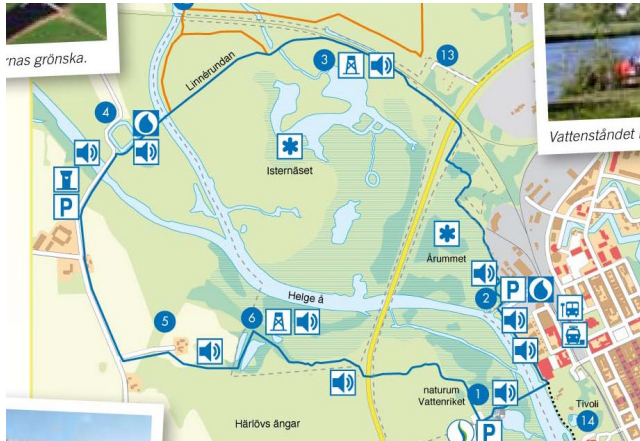 rnas grönska.
Vattenståndet
Linnérundan
3
13
4
Isternäset
P
Årummet
P
2
Helge å
6
5
1
naturum
Vattenriket
P
Tivoli
14
Härlövs ängar